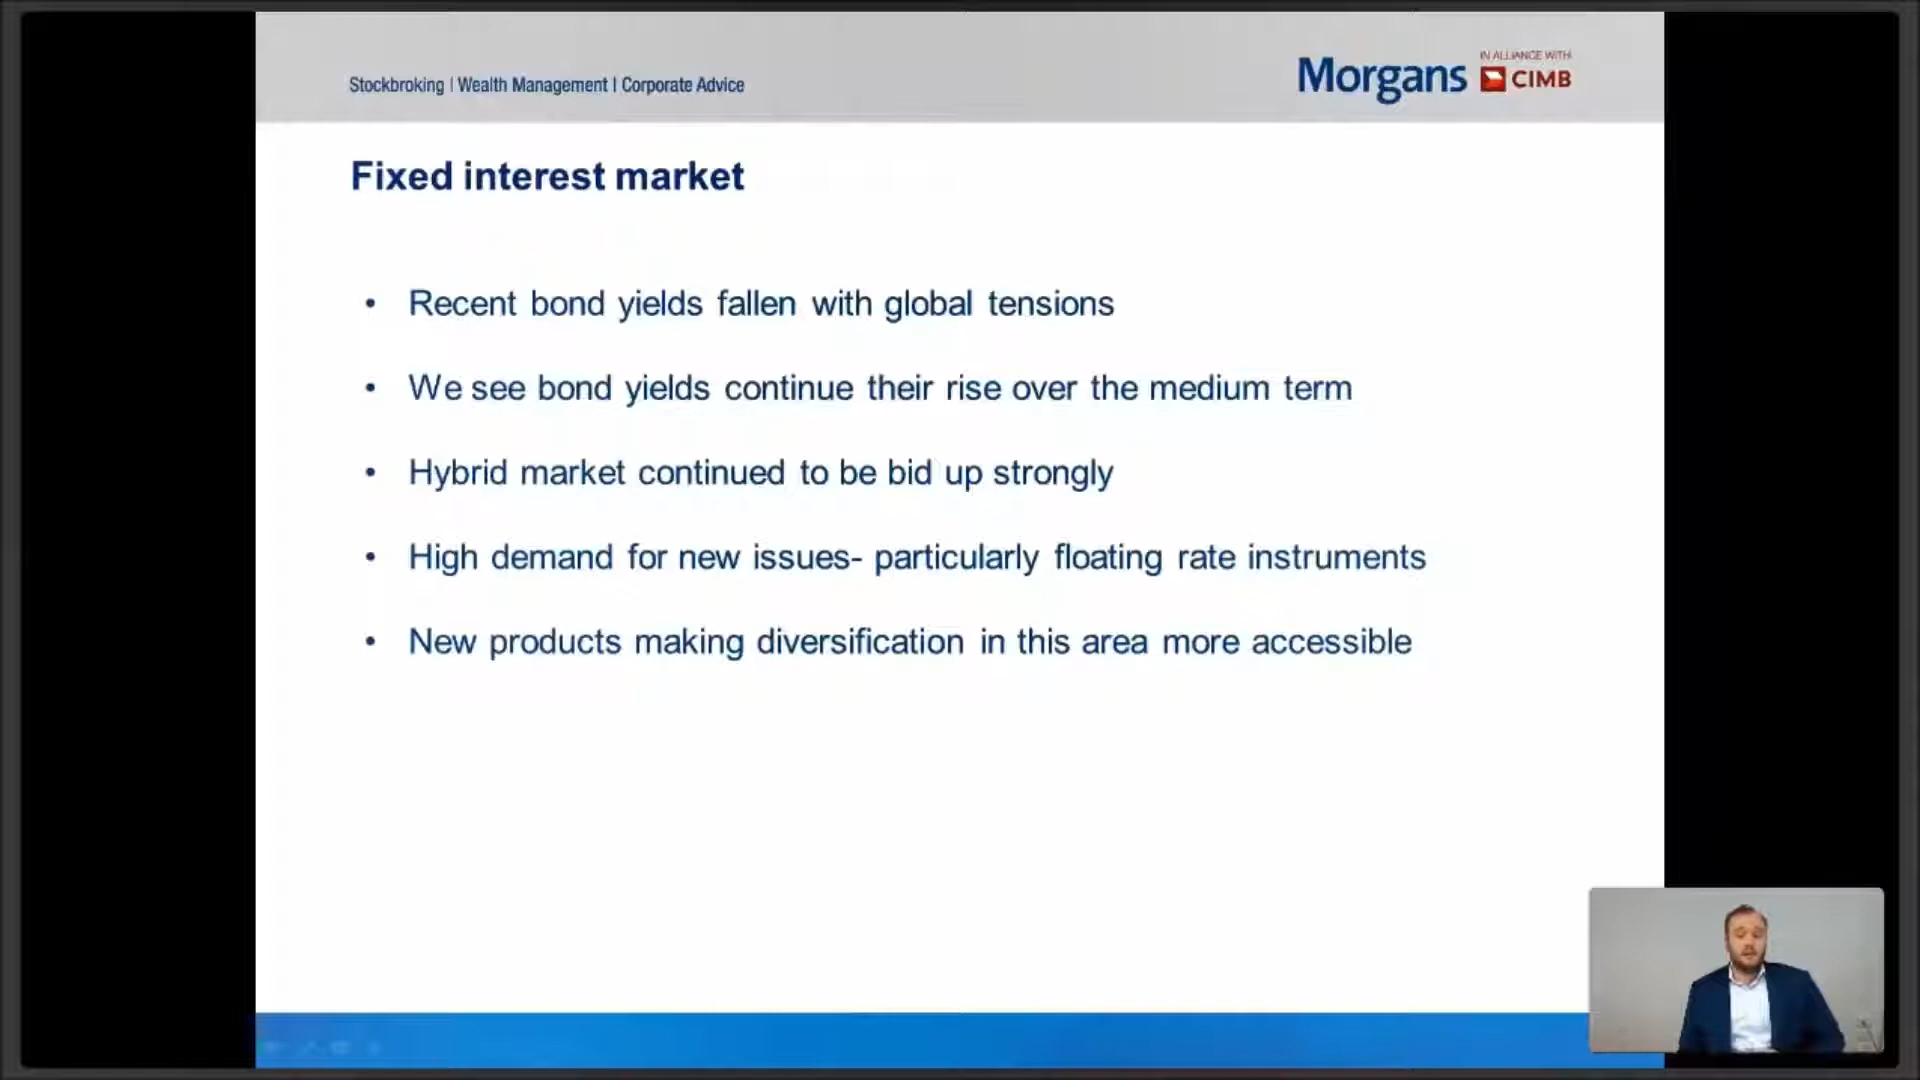 Stockbroking | Wealth Management | Corporate Advice
Morgans
IN ALLIANCE WITH
CIMB
Fixed interest market
• Recent bond yields fallen with global tensions
• We see bond yields continue their rise over the medium term
• Hybrid market continued to be bid up strongly
• High demand for new issues- particularly floating rate instruments
• New products making diversification in this area more accessible